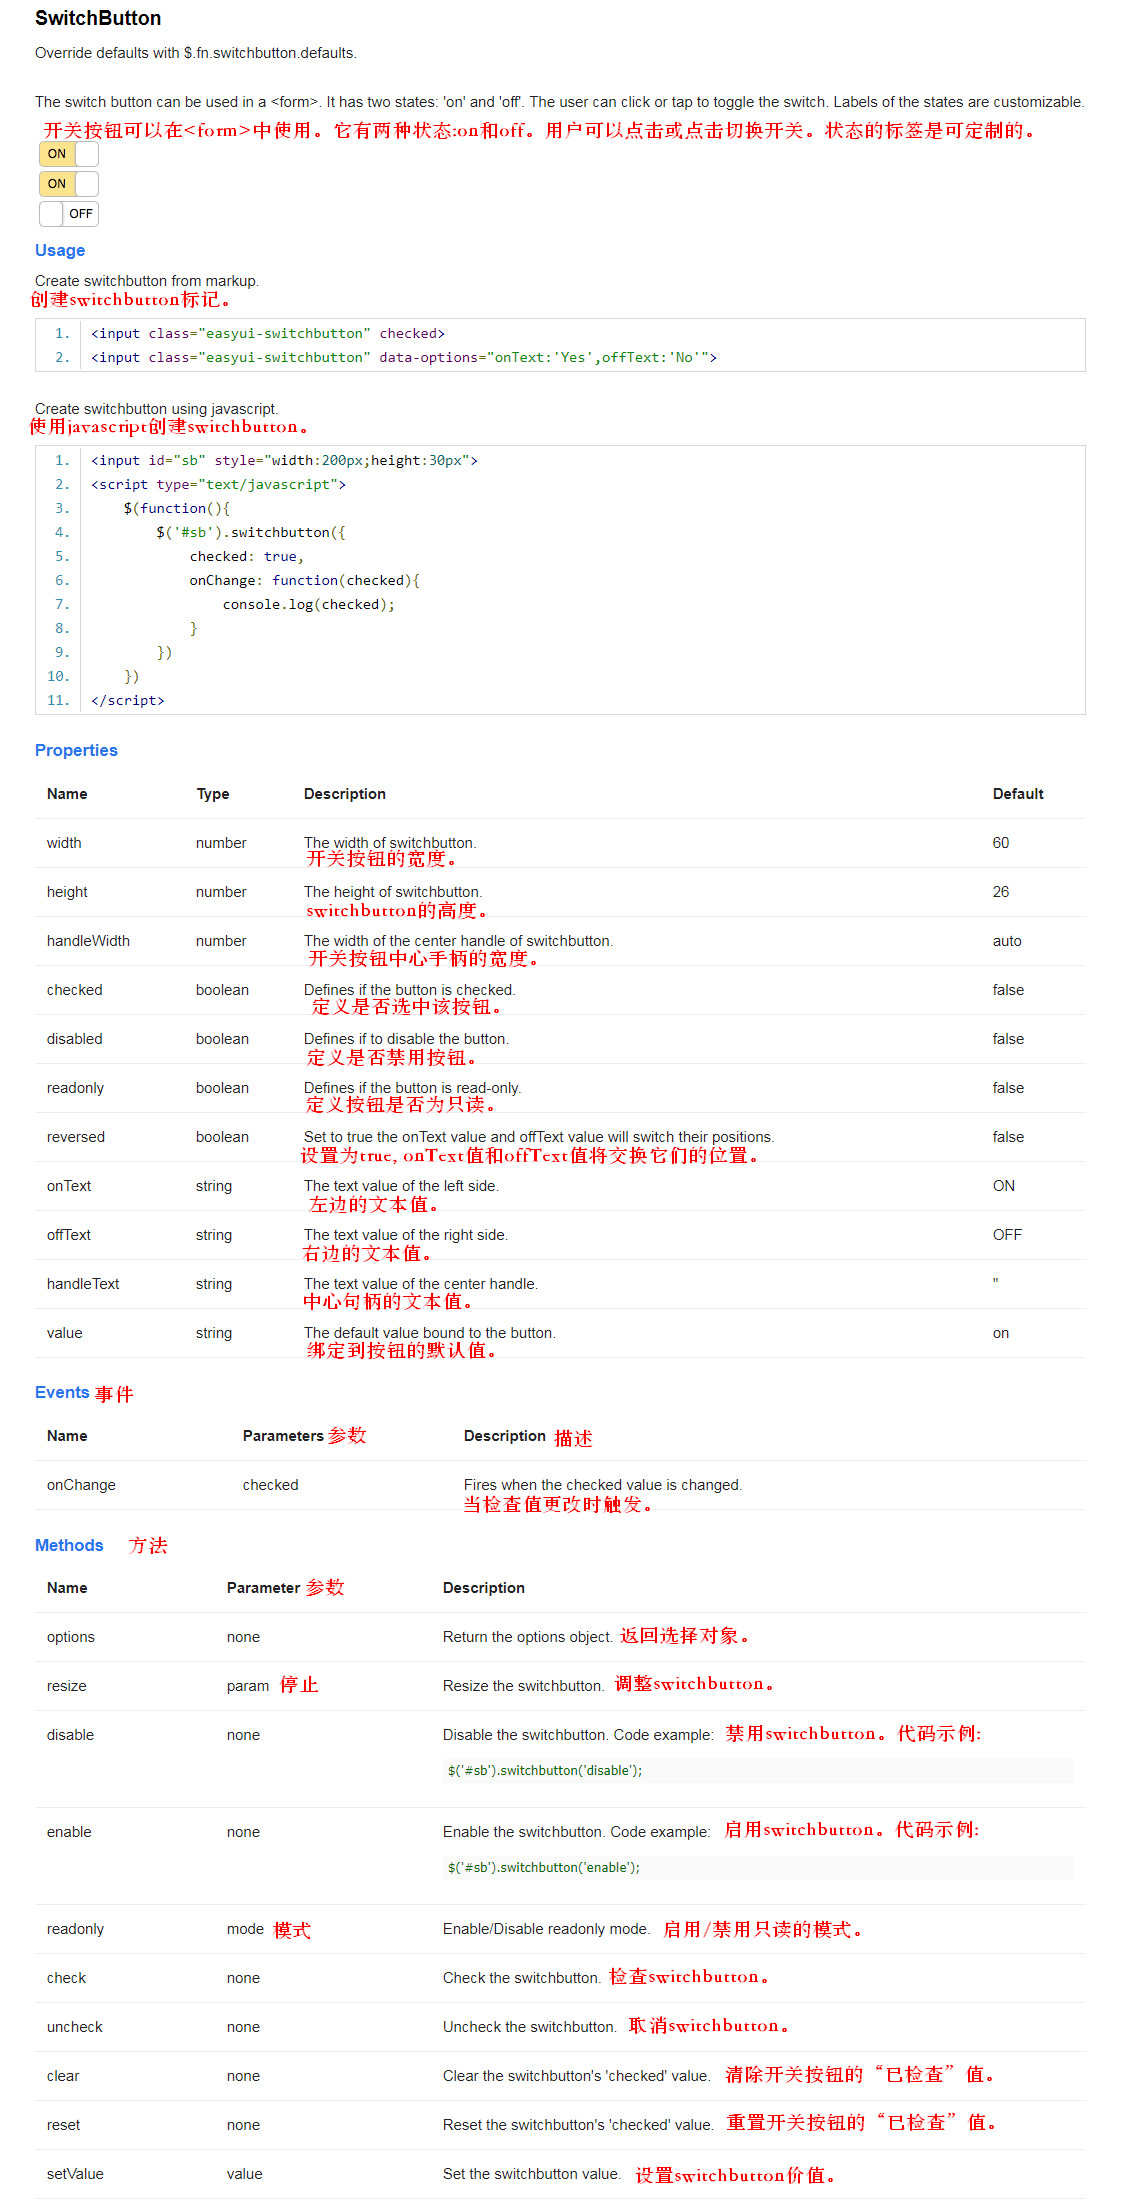 SwitchButton
Override defaults with $.fn.switchbutton.defaults.
The switch button can be used in a <form>. It has two states: 'on' and 'off'. The user can click or tap to toggle the switch. Labels of the states are customizable.
开关按钮可以在<form>中使用。它有两种状态:on和off。用户可以点击或点击切换开关。状态的标签是可定制的。
ON
ON
OFF
Usage
Create switchbutton from markup.
创建switchbutton标记。
1. <input class="easyui-switchbutton" checked>
2. <input class="easyui-switchbutton" data-options="onText:'Yes',offText:'No'">
Create switchbutton using javascript.
使用javascript创建switchbutton。
1. <input id="sb" style="width:200px;height:30px">
2. <script type="text/javascript">
3. $(function(){
4. $('#sb').switchbutton({
5. checked: true,
6. onChange: function(checked){
7. console.log(checked);
8. }
9. })
10. })
11. </script>
Properties
Name Type Description Default
width number The width of switchbutton. 60
开关按钮的宽度。
height number The height of switchbutton. 26
switchbutton的高度。
handleWidth number The width of the center handle of switchbutton. auto
开关按钮中心手柄的宽度。
checked boolean Defines if the button is checked. false
定义是否选中该按钮。
disabled boolean Defines if to disable the button. false
定义是否禁用按钮。
readonly boolean Defines if the button is read-only. false
定义按钮是否为只读。
reversed boolean Set to true the onText value and offText value will switch their positions. false
设置为true, onText值和offText值将交换它们的位置。
onText string The text value of the left side. ON
左边的文本值。
offText string The text value of the right side. OFF
右边的文本值。
handleText string The text value of the center handle. ''
中心句柄的文本值。
value string The default value bound to the button. on
绑定到按钮的默认值。
Events 事件
Name Parameters 参数 Description 描述
onChange checked Fires when the checked value is changed.
当检查值更改时触发。
Methods 方法
Name Parameter 参数 Description
options none Return the options object. 返回选择对象。
resize param 停止 Resize the switchbutton. 调整switchbutton。
disable none Disable the switchbutton. Code example: 禁用switchbutton。代码示例:
$('#sb').switchbutton('disable');
enable none Enable the switchbutton. Code example: 启用switchbutton。代码示例:
$('#sb').switchbutton('enable');
readonly mode 模式 Enable/Disable readonly mode. 启用/禁用只读的模式。
check none Check the switchbutton. 检查switchbutton。
uncheck none Uncheck the switchbutton. 取消switchbutton。
clear none Clear the switchbutton's 'checked' value. 清除开关按钮的“已检查”值。
reset none Reset the switchbutton's 'checked' value. 重置开关按钮的“已检查”值。
setValue value Set the switchbutton value. 设置switchbutton价值。